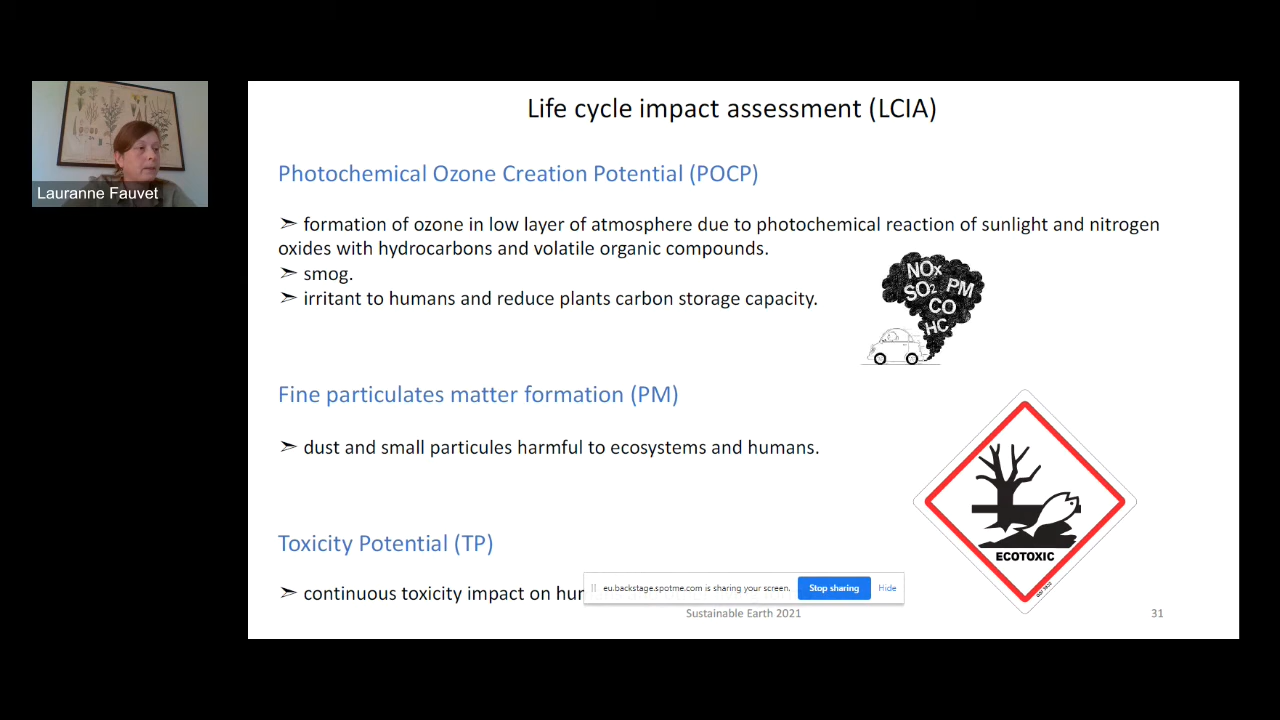 Life cycle impact assessment (LCIA)
Lauranne Fauvet
Photochemical Ozone Creation Potential (POCP)
➢ formation of ozone in low layer of atmosphere due to photochemical reaction of sunlight and nitrogen
oxides with hydrocarbons and volatile organic compounds.
➢ smog.
➢ irritant to humans and reduce plants carbon storage capacity.
NOx
SO2 PM
CO
HC
Fine particulates matter formation (PM)
➢ dust and small particules harmful to ecosystems and humans.
ECOTOXIC
Toxicity Potential (TP)
➢ continuous toxicity impact on hum
eu.backstage.spotme.com is sharing your screen. Stop sharing Hide
Sustainable Earth 2021 31